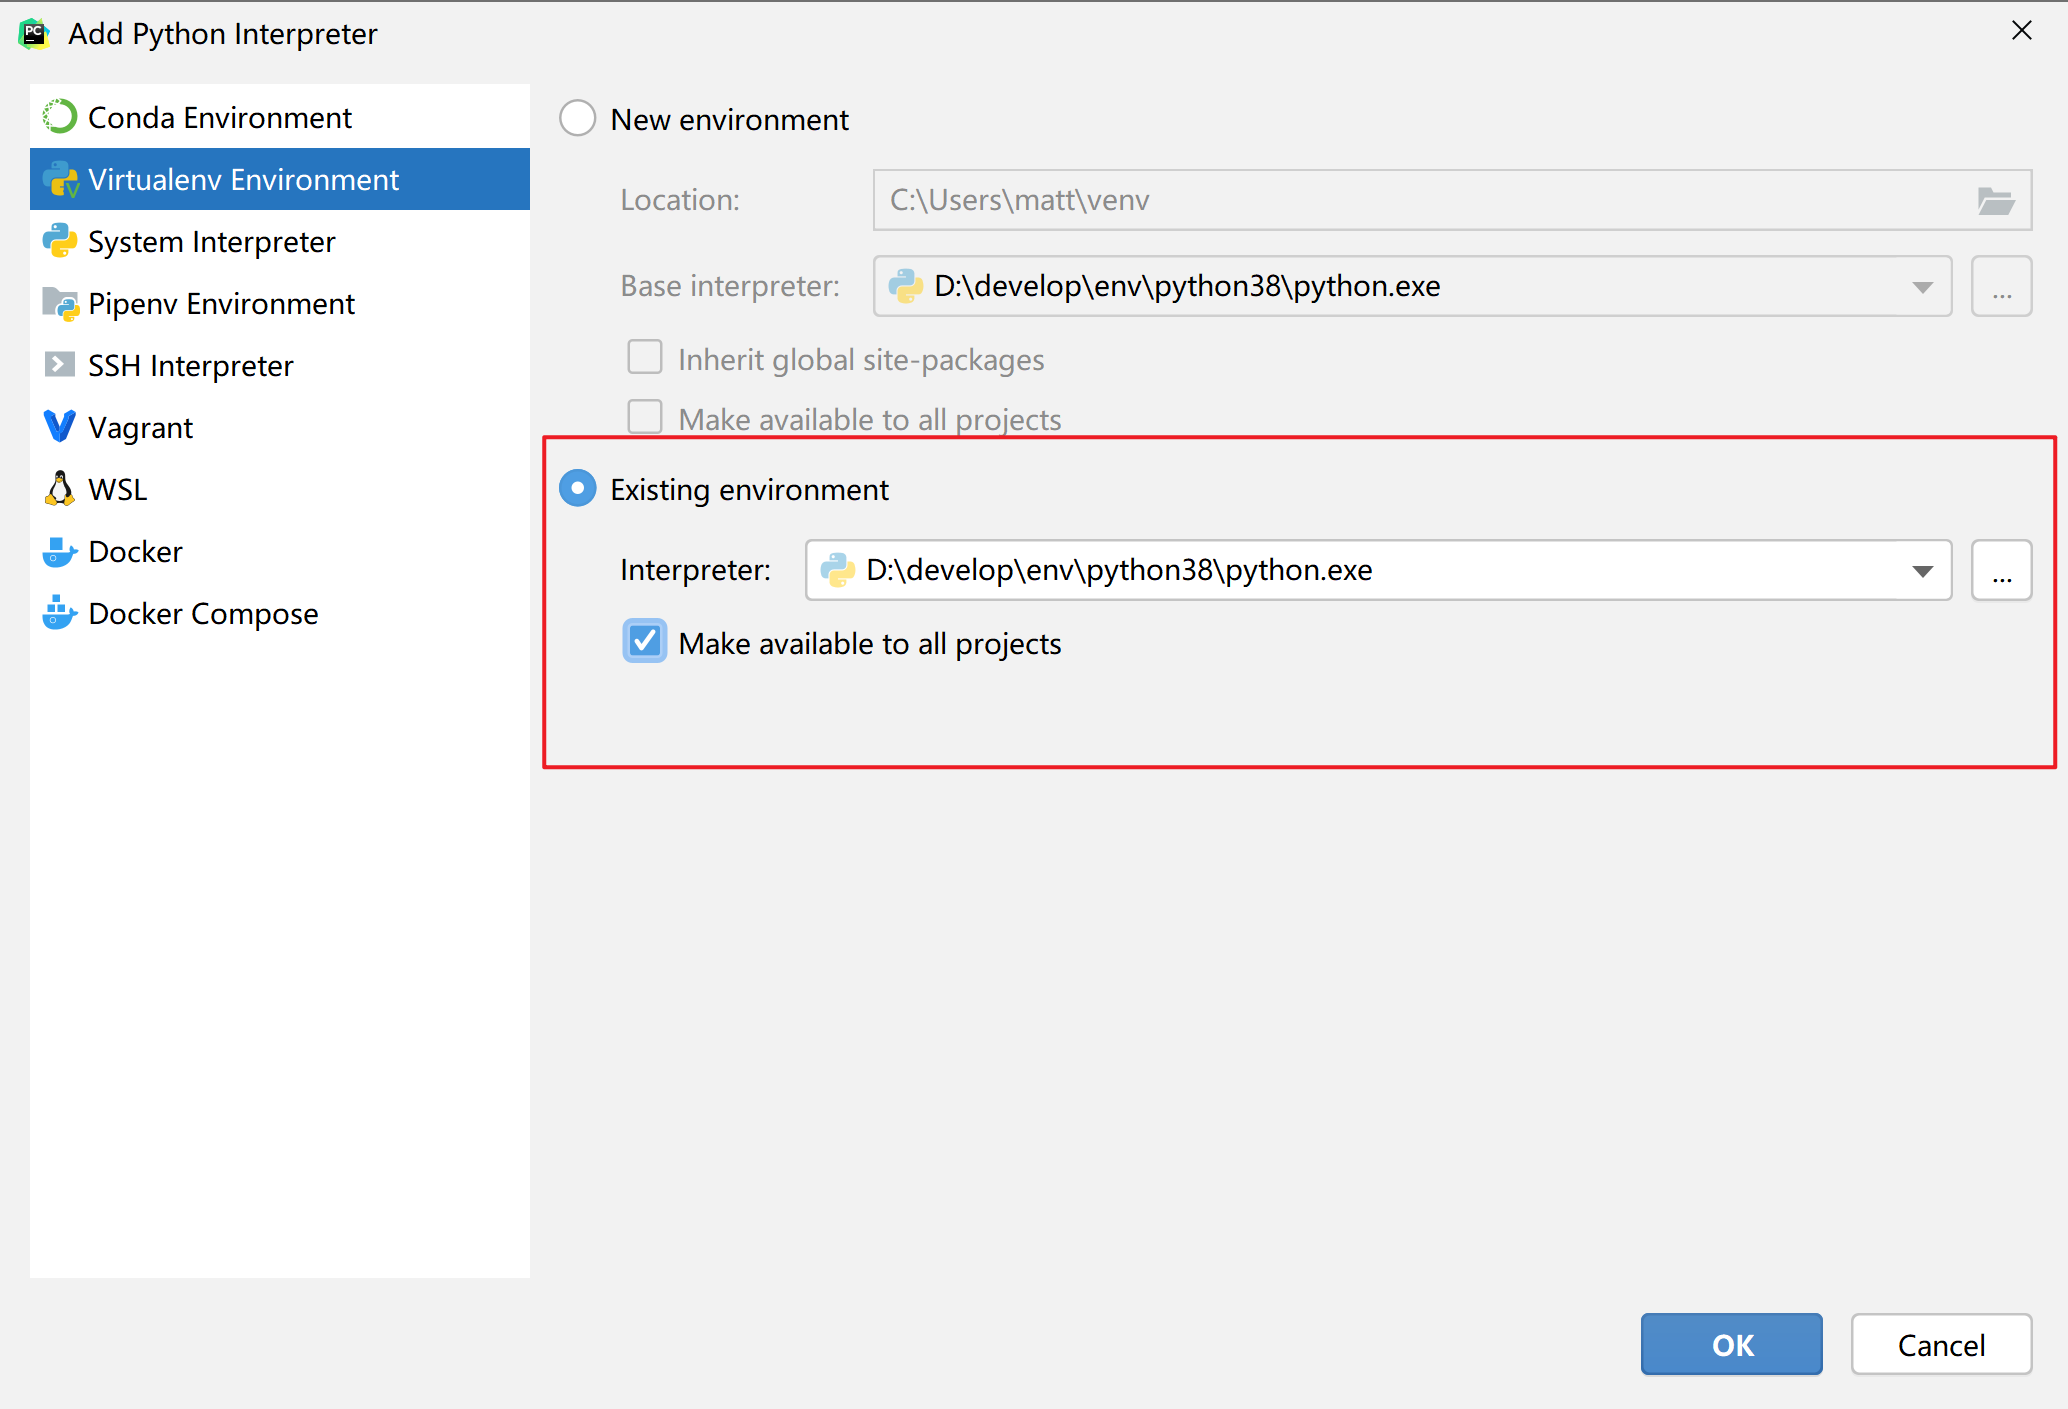 PC
Add Python Interpreter
Conda Environment
Virtualenv Environment
System Interpreter
Pipenv Environment
SSH Interpreter
Vagrant
WSL
Docker
Docker Compose
New environment
Location: C:\Users\matt\venv
Base interpreter: D:\develop\env\python38\python.exe ...
Inherit global site-packages
Make available to all projects
Existing environment
Interpreter: D:\develop\env\python38\python.exe ...
Make available to all projects
OK Cancel